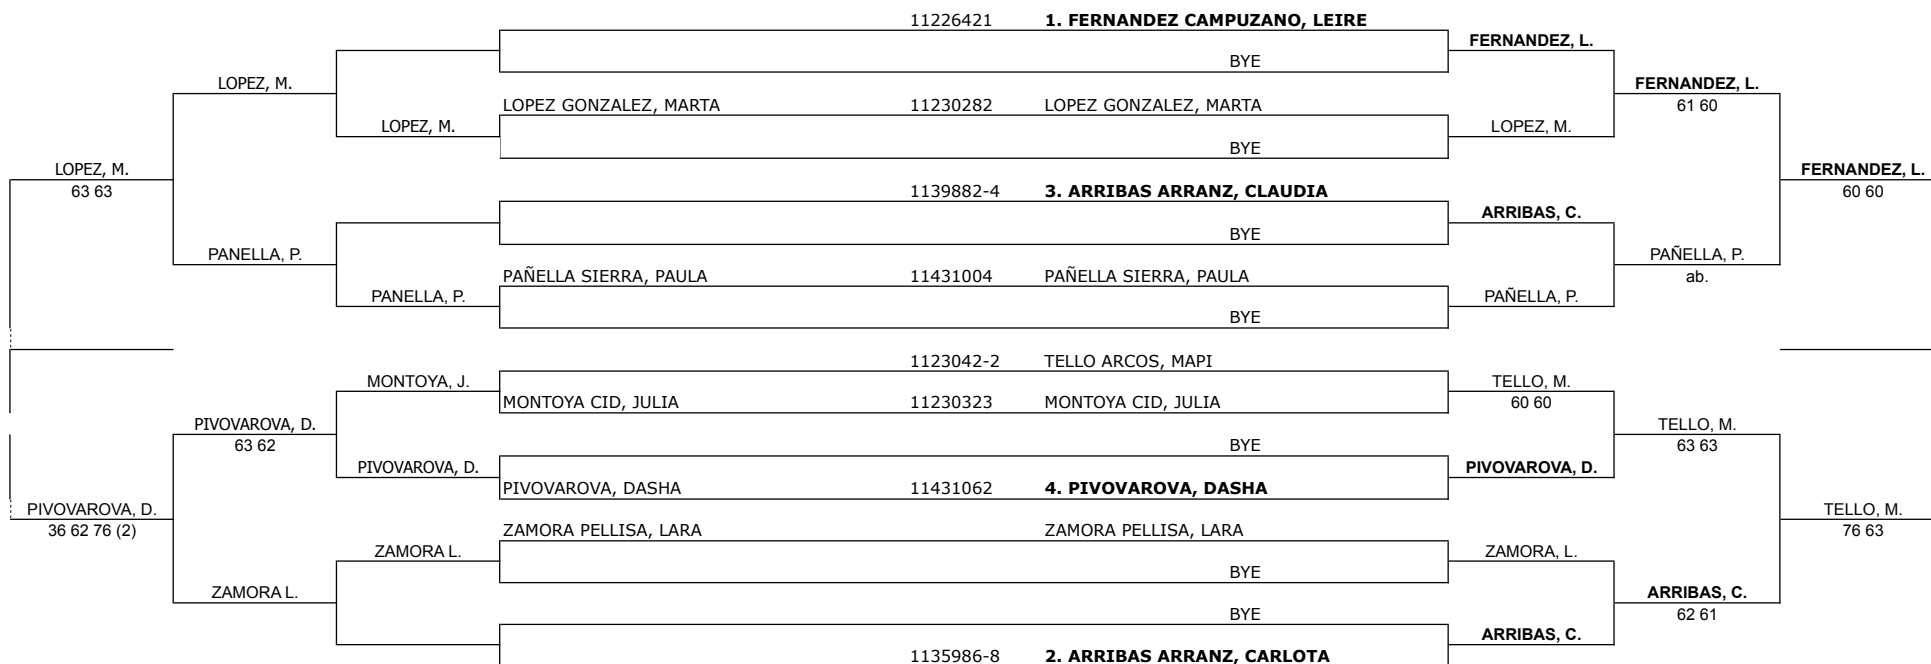 11226421 1. FERNANDEZ CAMPUZANO, LEIRE
FERNANDEZ, L.
BYE
LOPEZ, M. FERNANDEZ, L.
LOPEZ GONZALEZ, MARTA 11230282 LOPEZ GONZALEZ, MARTA 61 60
LOPEZ, M. LOPEZ, M.
BYE
LOPEZ, M. FERNANDEZ, L.
63 63 1139882-4 3. ARRIBAS ARRANZ, CLAUDIA 60 60
ARRIBAS, C.
BYE
PANELLA, P. PAÑELLA, P.
PAÑELLA SIERRA, PAULA 11431004 PAÑELLA SIERRA, PAULA ab.
PANELLA, P. PAÑELLA, P.
BYE
1123042-2 TELLO ARCOS, MAPI
MONTOYA, J. TELLO, M.
MONTOYA CID, JULIA 11230323 MONTOYA CID, JULIA 60 60
PIVOVAROVA, D. TELLO, M.
63 62 BYE 63 63
PIVOVAROVA, D. PIVOVAROVA, D.
PIVOVAROVA, DASHA 11431062 4. PIVOVAROVA, DASHA
PIVOVAROVA, D. TELLO, M.
36 62 76 (2) ZAMORA PELLISA, LARA ZAMORA PELLISA, LARA 76 63
ZAMORA L. ZAMORA, L.
BYE
ZAMORA L. ARRIBAS, C.
BYE 62 61
ARRIBAS, C.
1135986-8 2. ARRIBAS ARRANZ, CARLOTA